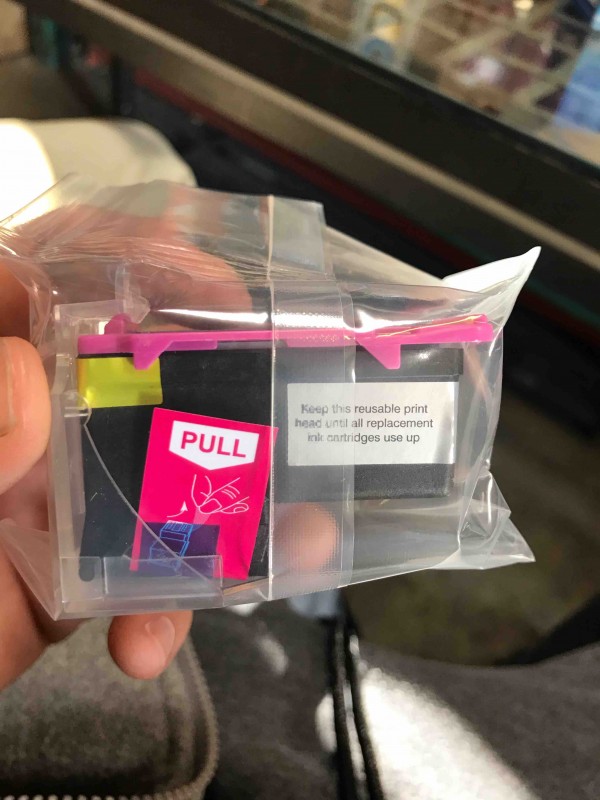 PULL
Keep this reusable print
head until all replacement
ink cartridges use up